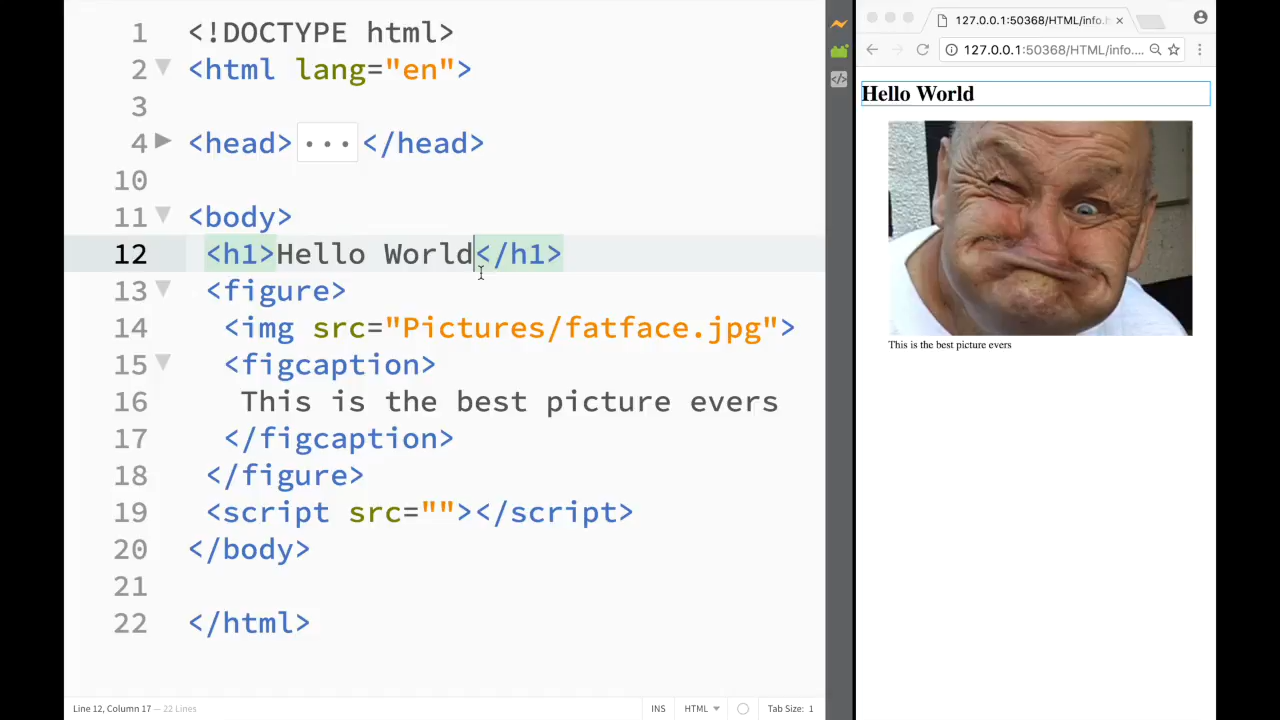 1 <!DOCTYPE html>
2 <html lang="en">
3
4 <head>...</head>
10
11 <body>
12 <h1>Hello World</h1>
13 <figure>
14 <img src="Pictures/fatface.jpg">
15 <figcaption>
16 This is the best picture evers
17 </figcaption>
18 </figure>
19 <script src=""></script>
20 </body>
21
22 </html>
Line 12, Column 17 — 22 Lines
INS HTML Tab Size: 1
127.0.0.1:50368/HTML/info.h
127.0.0.1:50368/HTML/info....
Hello World
This is the best picture evers